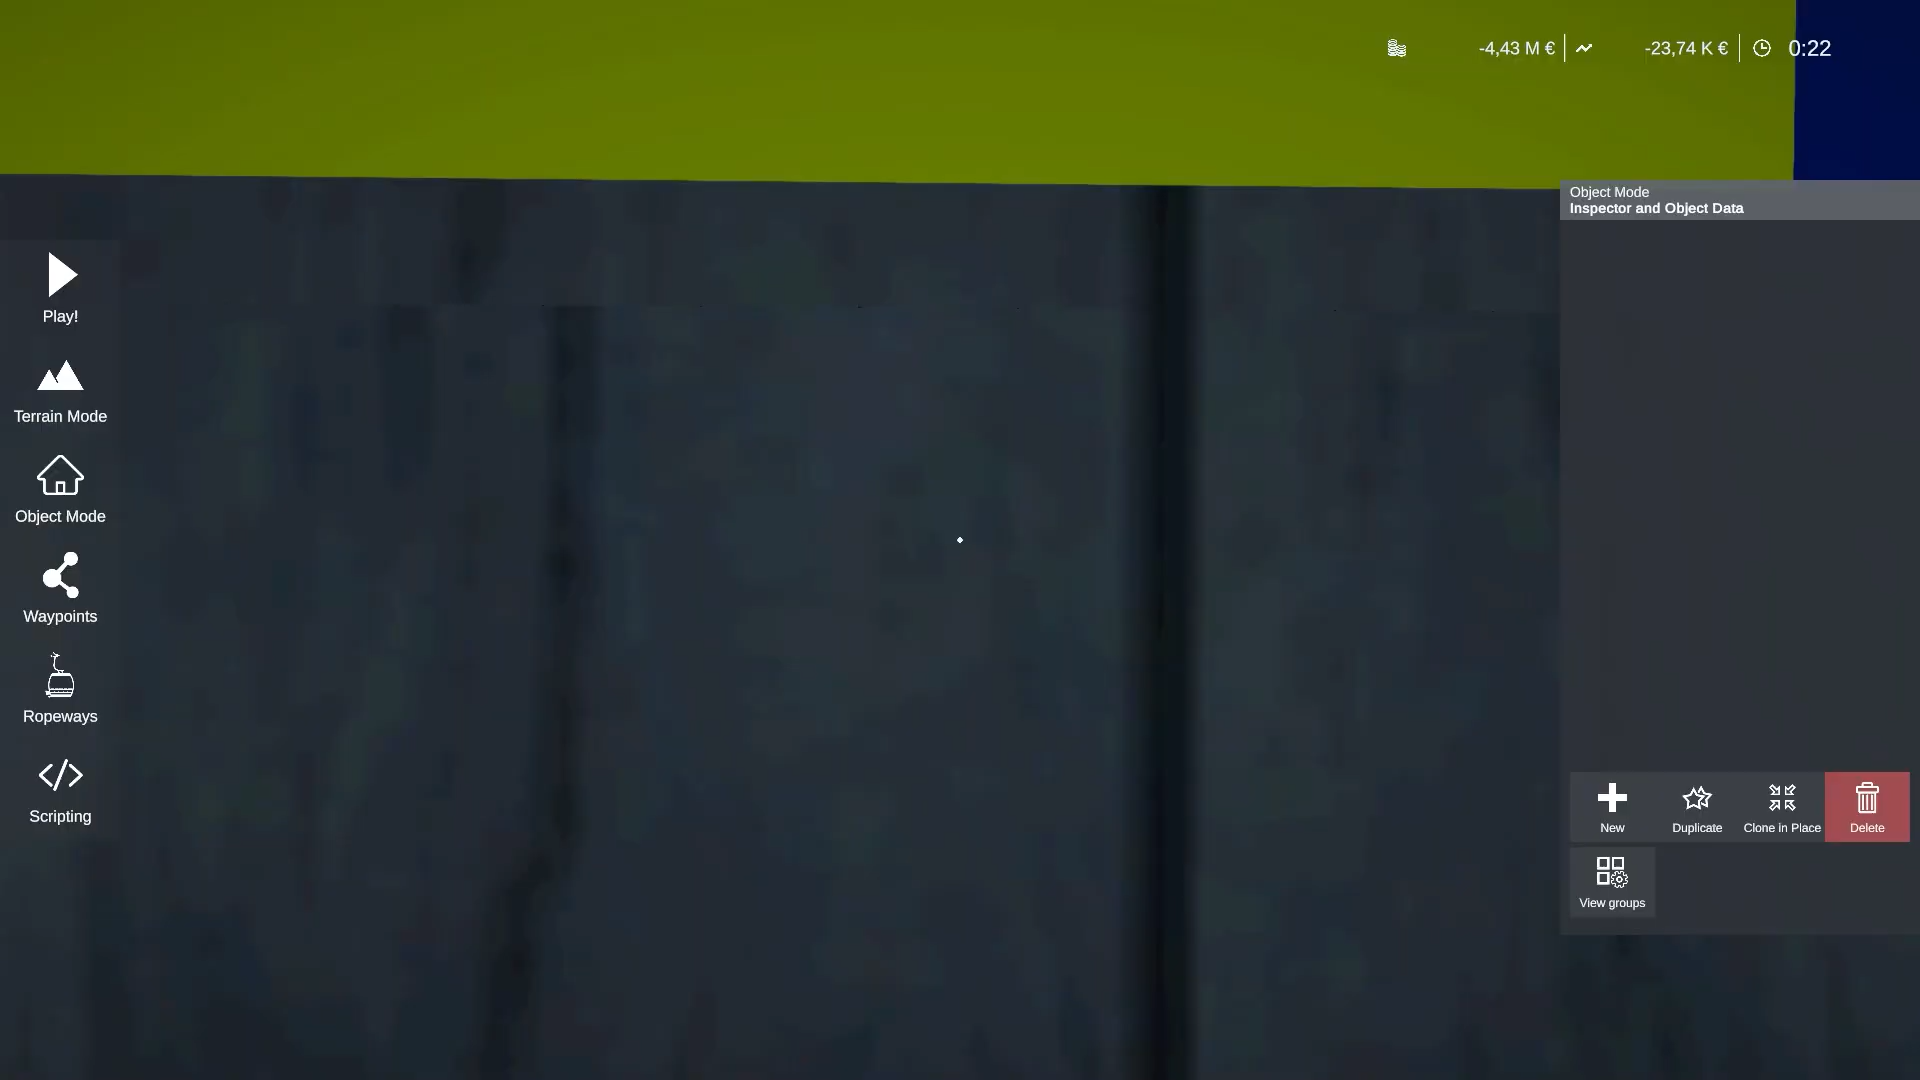 -4,43 M €
-23,74 K €
0:22
Object Mode
Inspector and Object Data
Play!
Terrain Mode
Object Mode
Waypoints
Ropeways
Scripting
New
Duplicate
Clone in Place
Delete
View groups